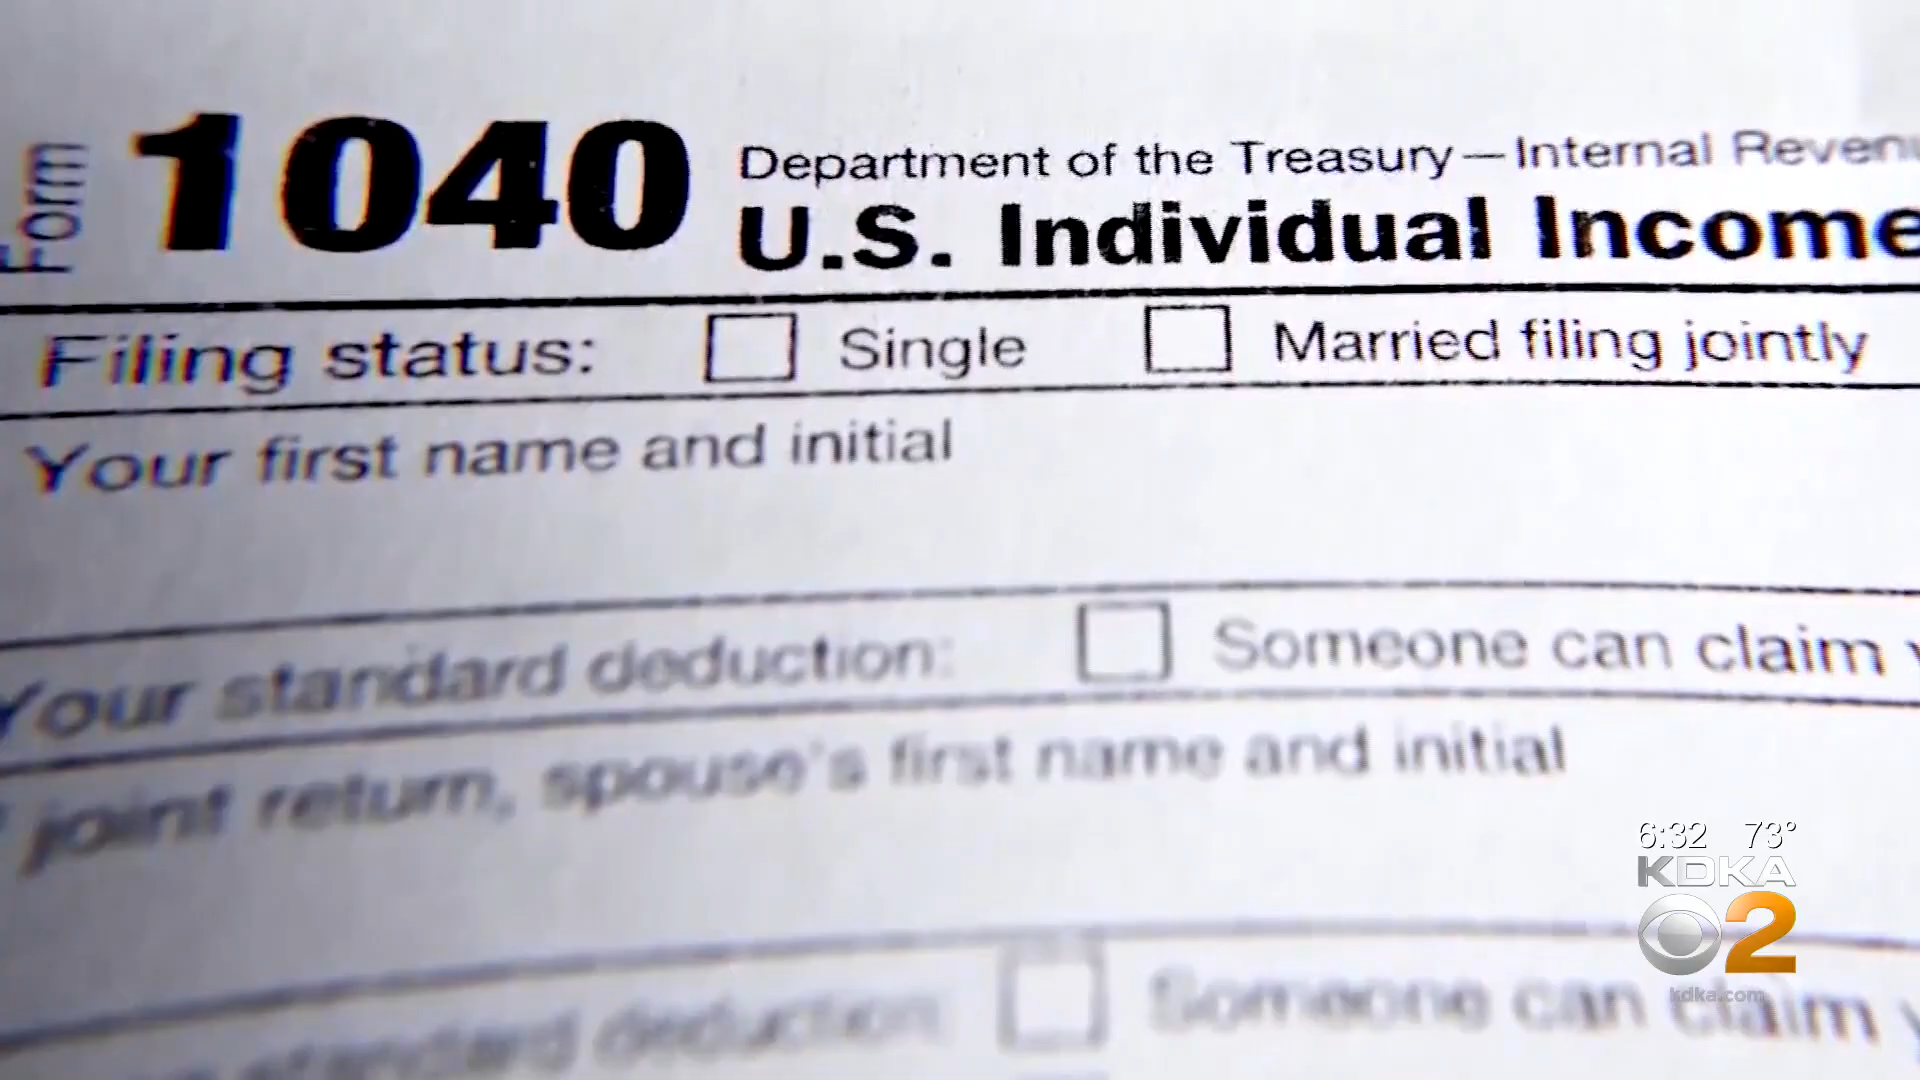 Form 1040 Department of the Treasury—Internal Reven
U.S. Individual Income
Filing status: Single Married filing jointly
Your first name and initial
Your standard deduction: Someone can claim
joint return, spouse's first name and initial
standard deduction: Someone can claim
6:32 73°
KDKA
2
kdka.com